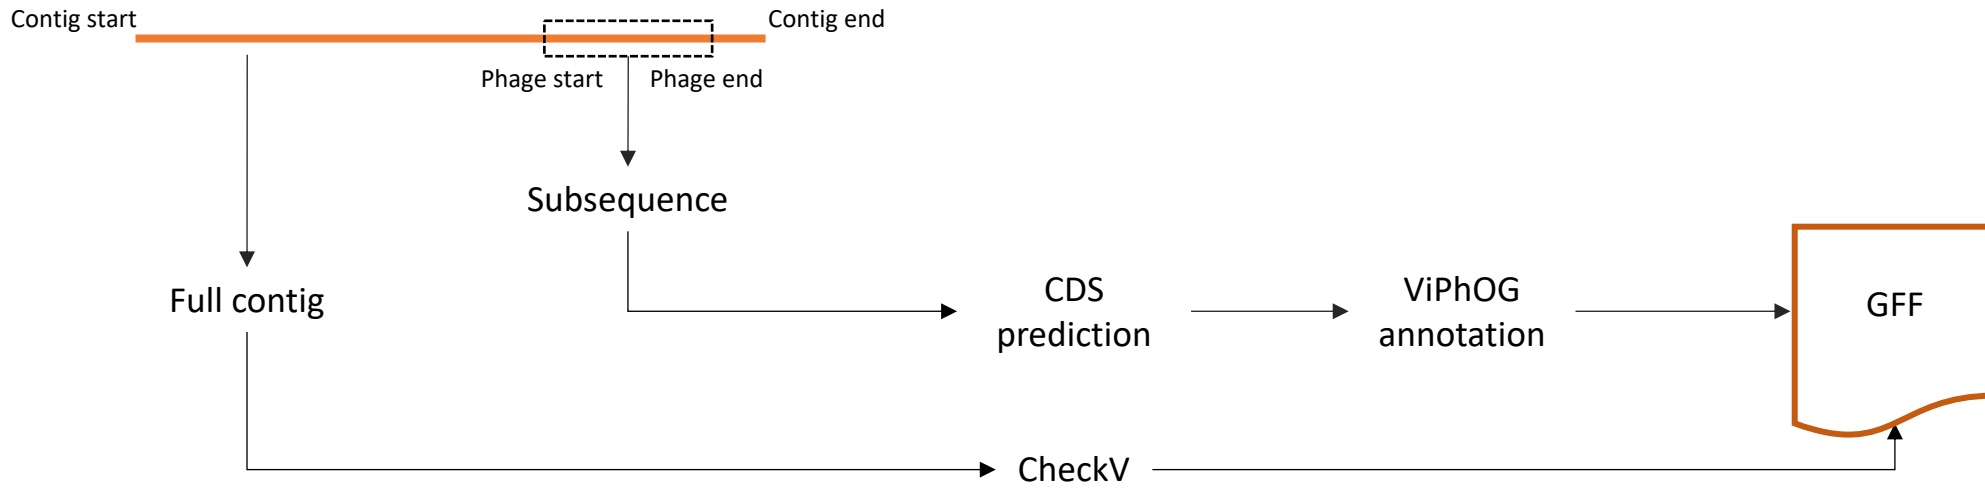 Contig start
Contig end
Phage start
Phage end
Subsequence
Full contig
CDS
prediction
ViPhOG
annotation
GFF
CheckV